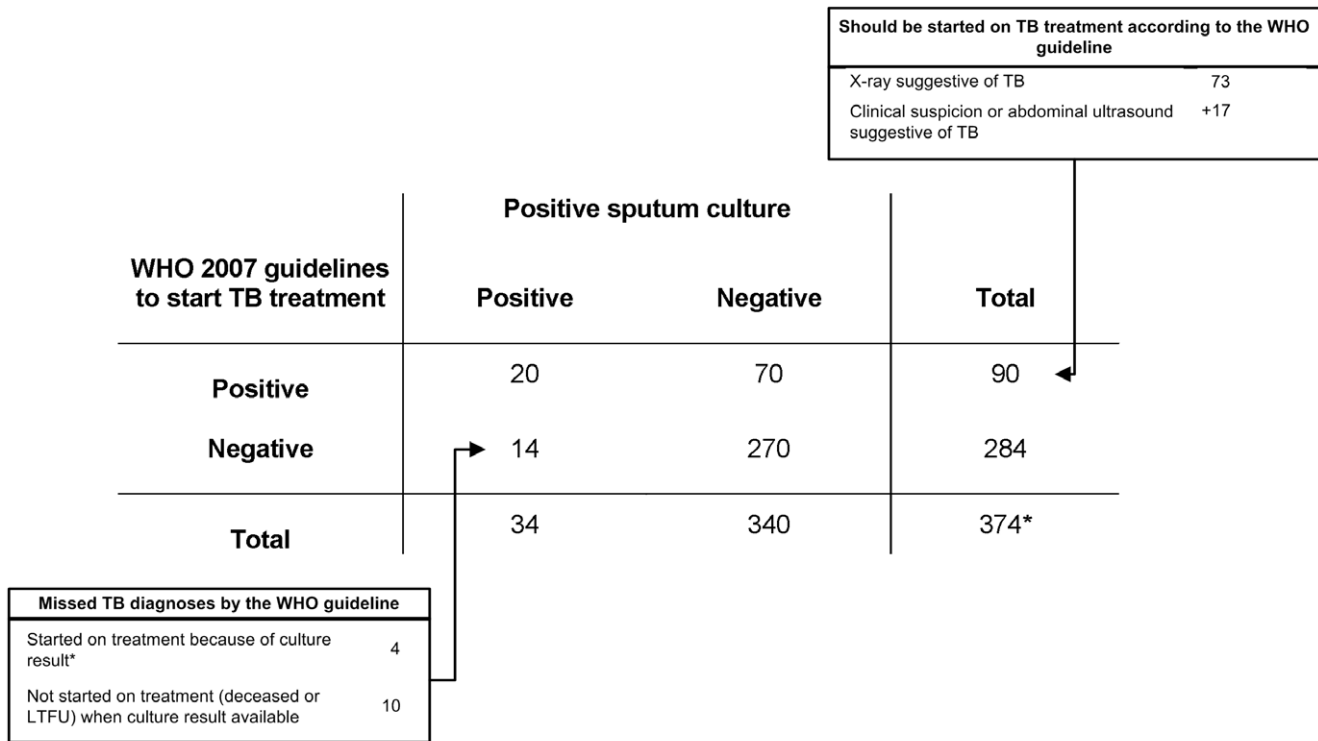 Should be started on TB treatment according to the WHO
guideline
X-ray suggestive of TB 73
Clinical suspicion or abdominal ultrasound +17
suggestive of TB
Positive sputum culture
WHO 2007 guidelines
to start TB treatment Positive Negative Total
Positive 20 70 90
Negative 14 270 284
Total 34 340 374*
Missed TB diagnoses by the WHO guideline
Started on treatment because of culture 4
result*
Not started on treatment (deceased or
LTFU) when culture result available 10